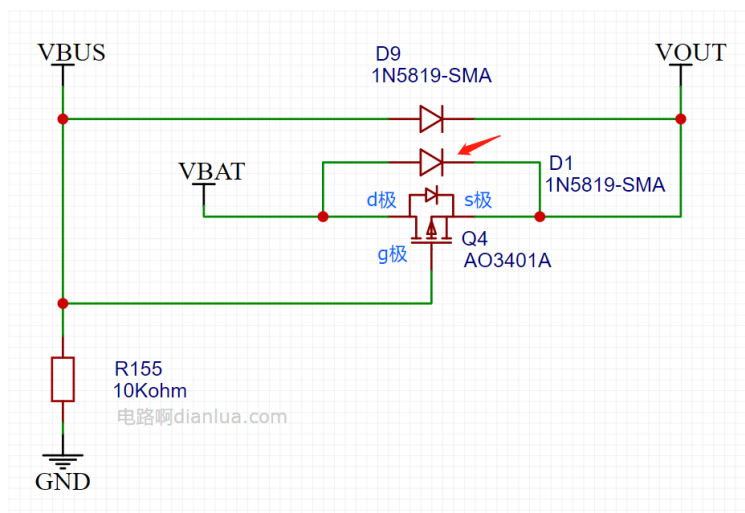 VBUS
D9
1N5819-SMA
VOUT
VBAT
D1
1N5819-SMA
d极
s极
g极
Q4
AO3401A
R155
10Kohm
电路啊dianlua.com
GND